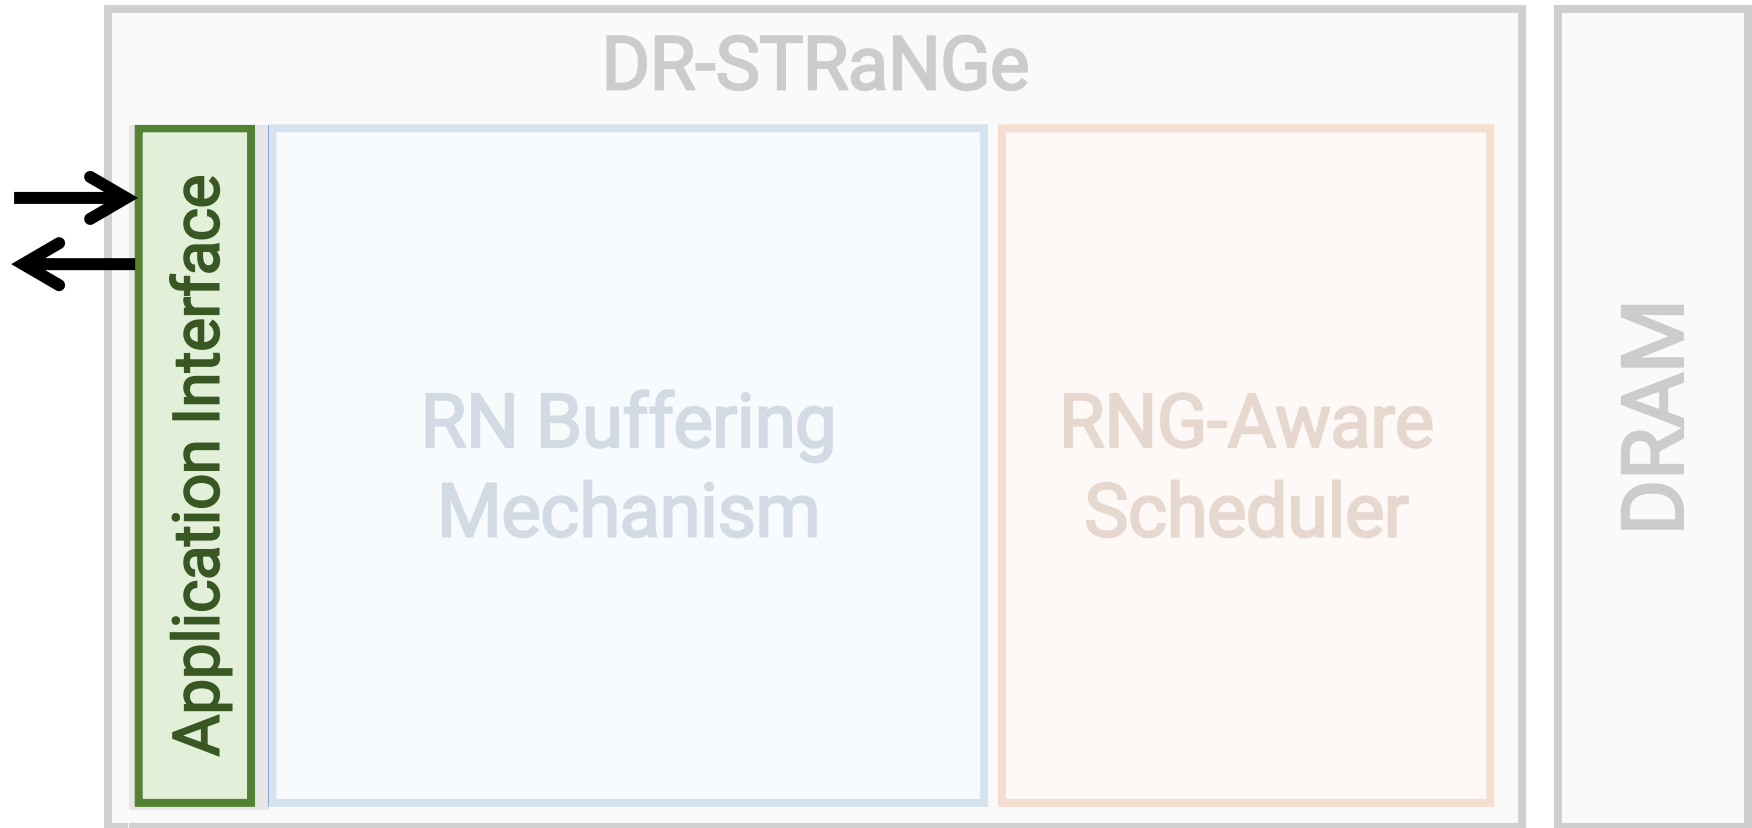 DR-STRaNGe
Application Interface
RN Buffering
Mechanism
RNG-Aware
Scheduler
DRAM